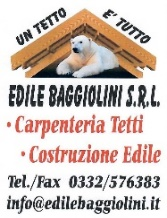 UN TETTO E' TUTTO
EDILE BAGGIOLINI S.R.L.
• Carpenteria Tetti
• Costruzione Edile
Tel./Fax 0332/576383
info@edilebaggiolini.it